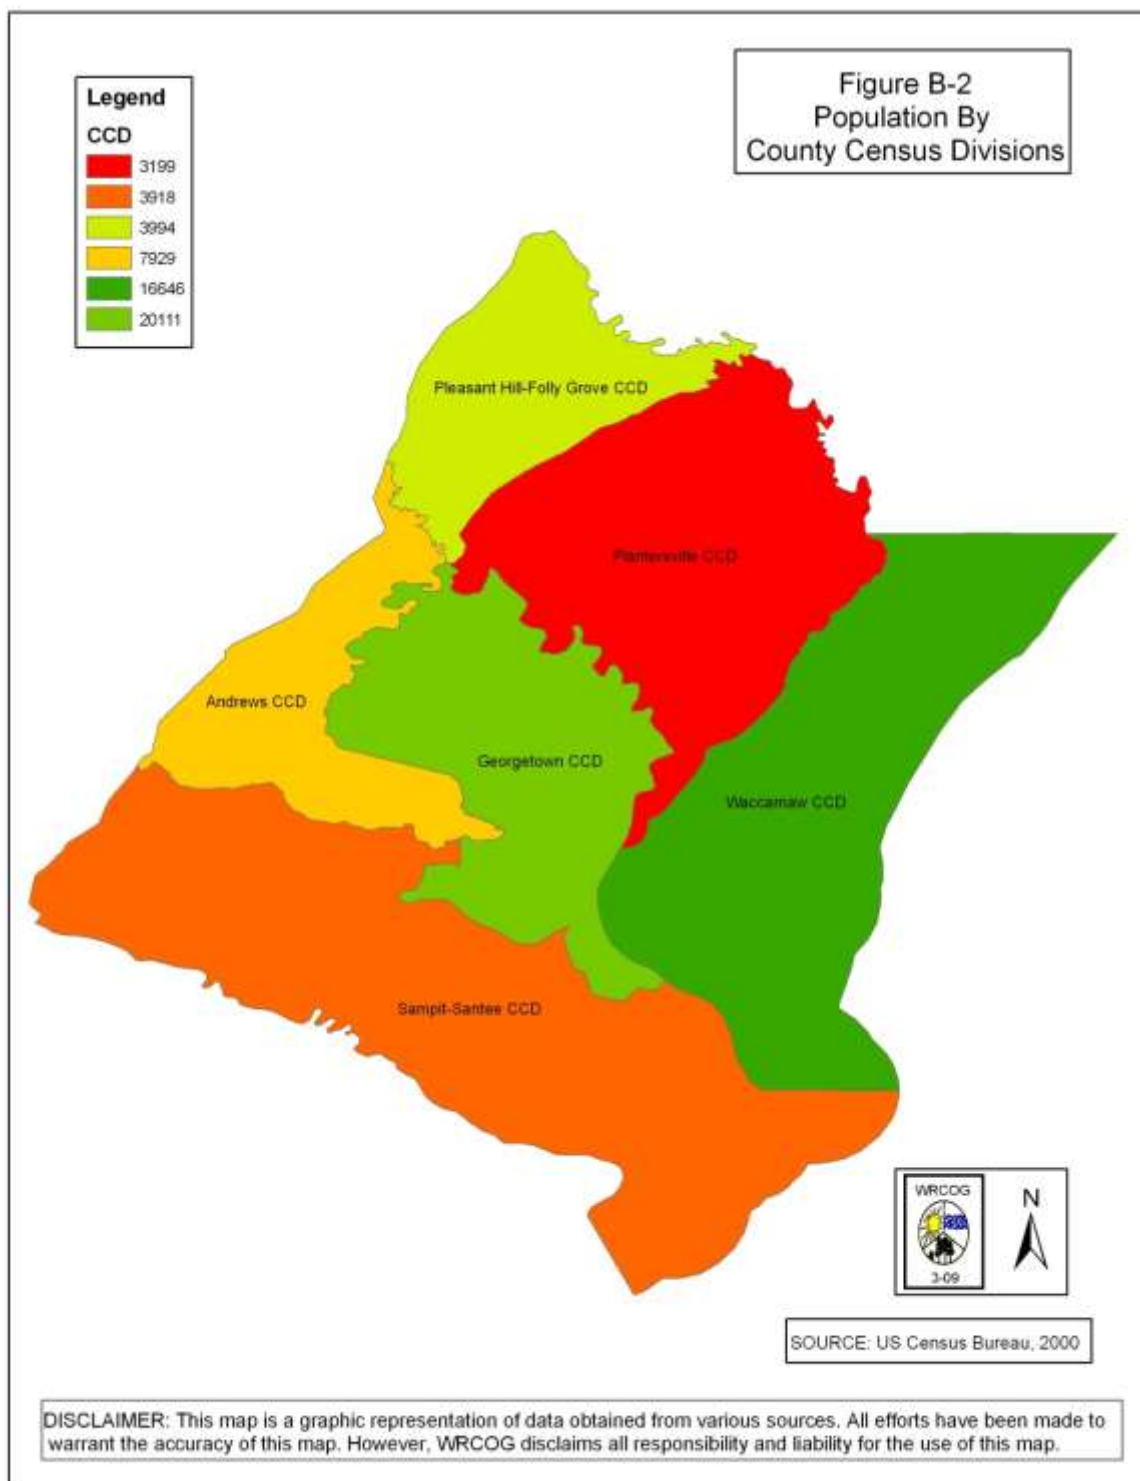 Figure B-2
Population By
County Census Divisions
Legend
CCD
3199
3918
3994
7929
16646
20111
Pleasant Hill-Folly Grove CCD
Plantersville CCD
Andrews CCD
Georgetown CCD
Waccamaw CCD
Sampit-Santee CCD
WRCOG
3-09
N
SOURCE: US Census Bureau, 2000
DISCLAIMER: This map is a graphic representation of data obtained from various sources. All efforts have been made to
warrant the accuracy of this map. However, WRCOG disclaims all responsibility and liability for the use of this map.